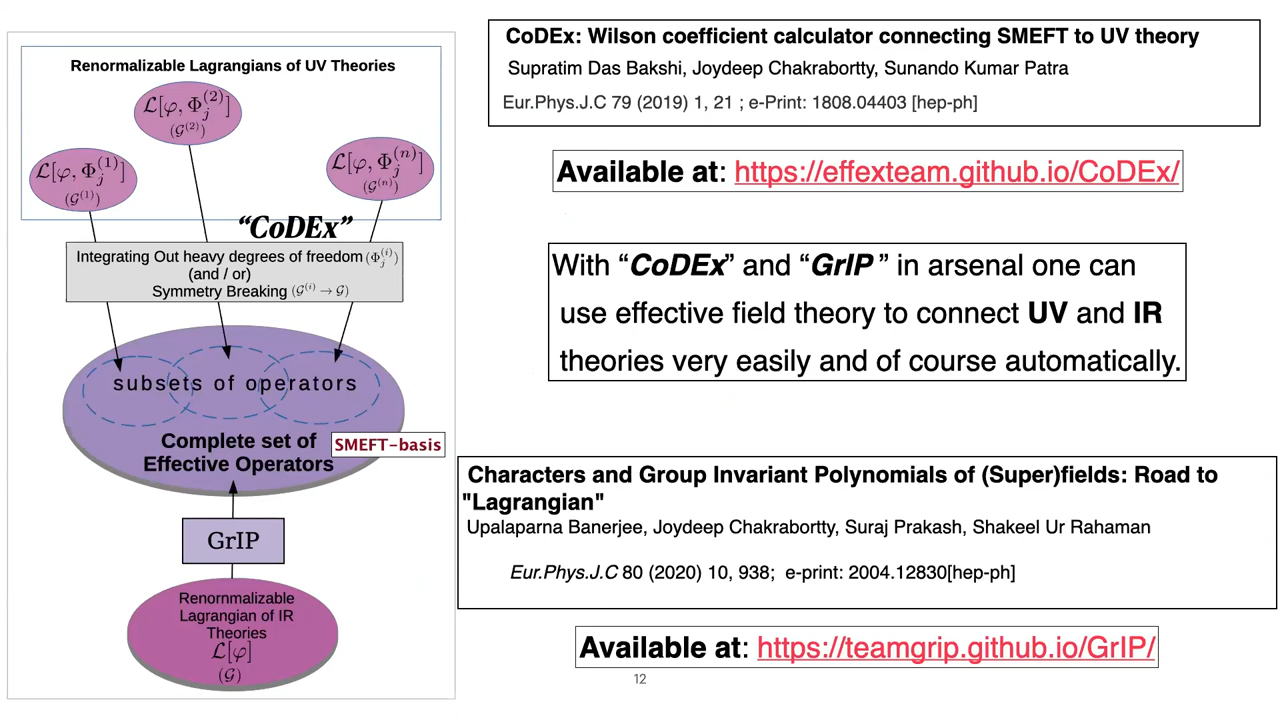 Renormalizable Lagrangians of UV Theories
ℒ[φ, Φ_j^(2)]
(𝒢^(2))
ℒ[φ, Φ_j^(1)]
(𝒢^(1))
ℒ[φ, Φ_j^(n)]
(𝒢^(n))
“CoDEx”
Integrating Out heavy degrees of freedom (Φ_j^(i))
(and / or)
Symmetry Breaking (𝒢^(i) → 𝒢)
subsets of operators
Complete set of
Effective Operators
SMEFT-basis
GrIP
Renornmalizable
Lagrangian of IR
Theories
ℒ[φ]
(𝒢)
CoDEx: Wilson coefficient calculator connecting SMEFT to UV theory
Supratim Das Bakshi, Joydeep Chakrabortty, Sunando Kumar Patra
Eur.Phys.J.C 79 (2019) 1, 21 ; e-Print: 1808.04403 [hep-ph]
Available at: https://effexteam.github.io/CoDEx/
With “CoDEx” and “GrIP ” in arsenal one can
use effective field theory to connect UV and IR
theories very easily and of course automatically.
Characters and Group Invariant Polynomials of (Super)fields: Road to
"Lagrangian"
Upalaparna Banerjee, Joydeep Chakrabortty, Suraj Prakash, Shakeel Ur Rahaman
Eur.Phys.J.C 80 (2020) 10, 938; e-print: 2004.12830[hep-ph]
Available at: https://teamgrip.github.io/GrIP/
12